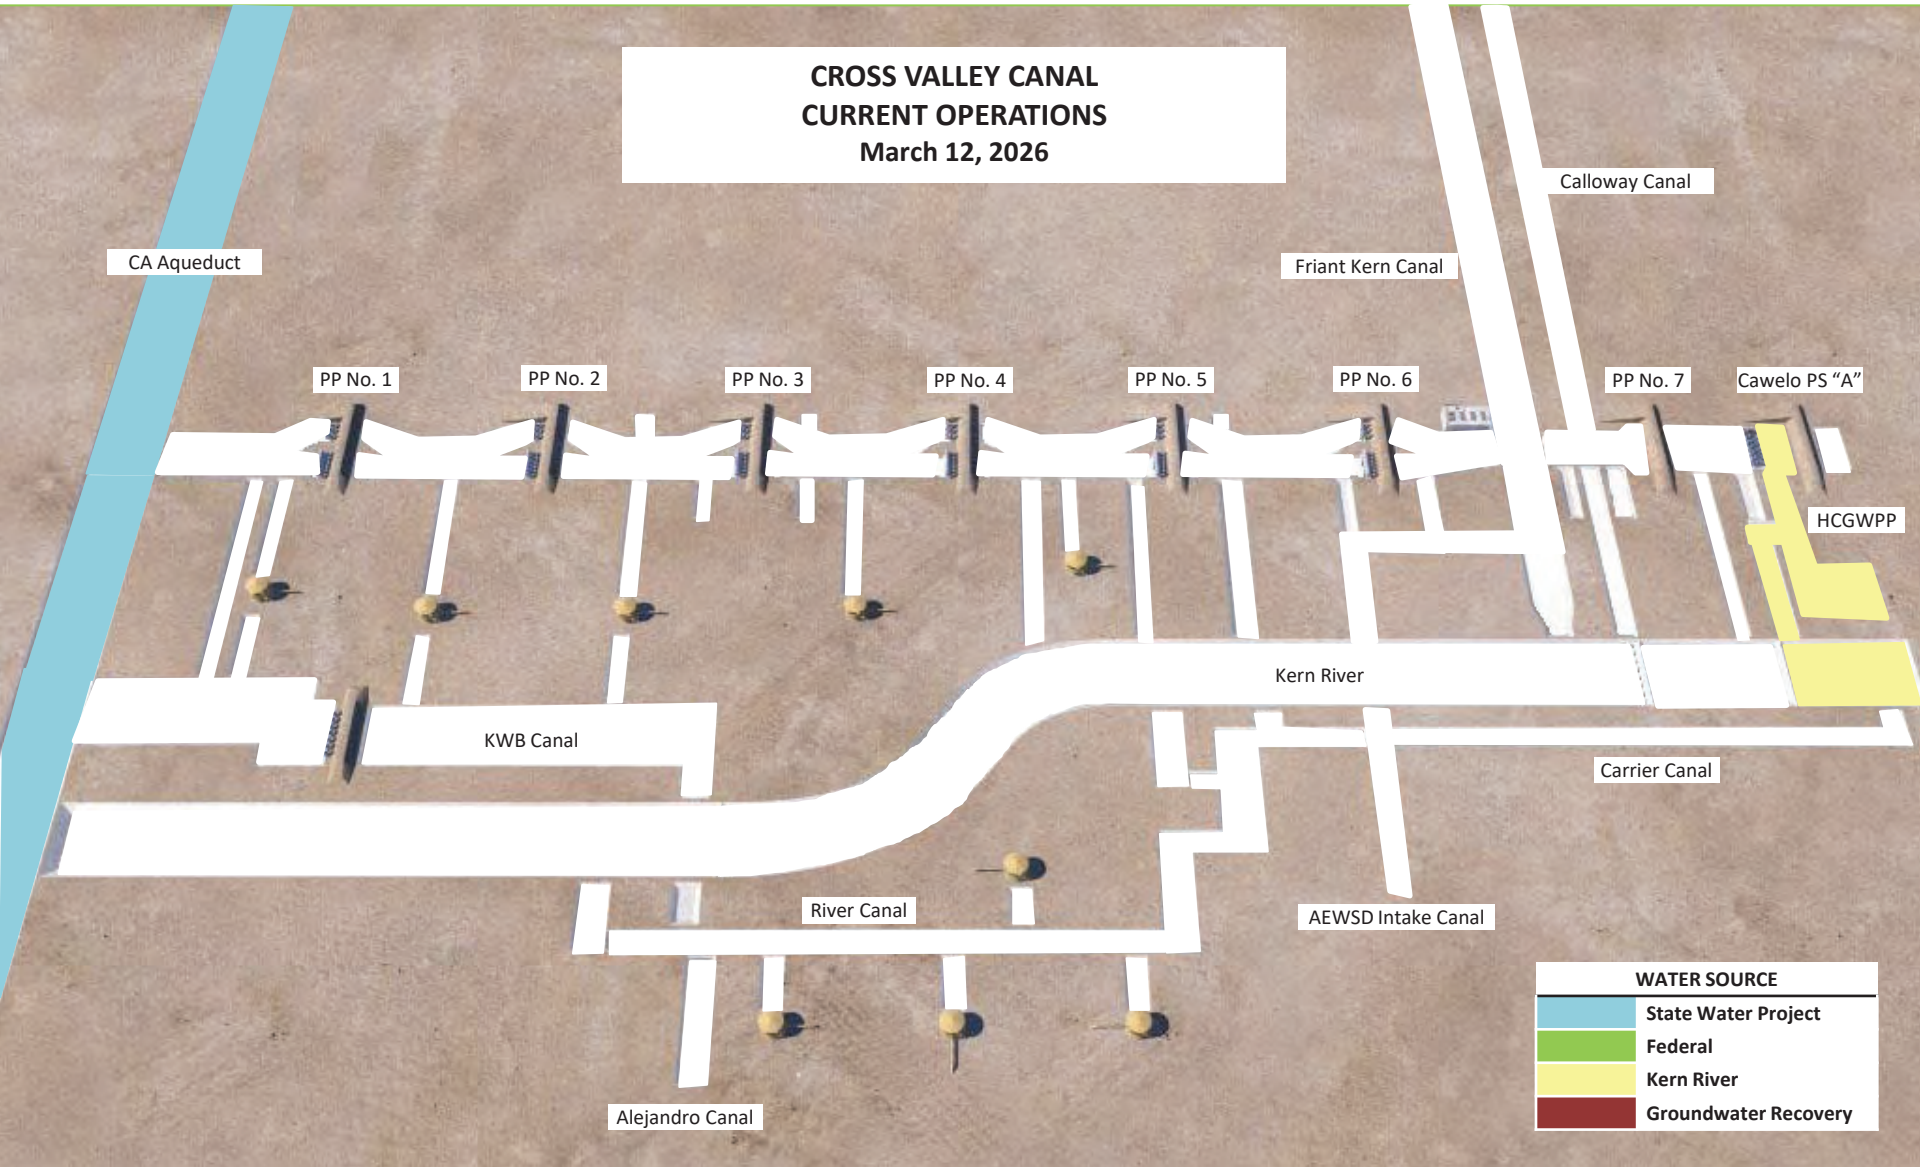 CROSS VALLEY CANAL
CURRENT OPERATIONS
March 12, 2026
Calloway Canal
CA Aqueduct
Friant Kern Canal
PP No. 1
PP No. 2
PP No. 3
PP No. 4
PP No. 5
PP No. 6
PP No. 7
Cawelo PS “A”
HCGWPP
Kern River
KWB Canal
Carrier Canal
River Canal
AEWSD Intake Canal
Alejandro Canal
WATER SOURCE
State Water Project
Federal
Kern River
Groundwater Recovery